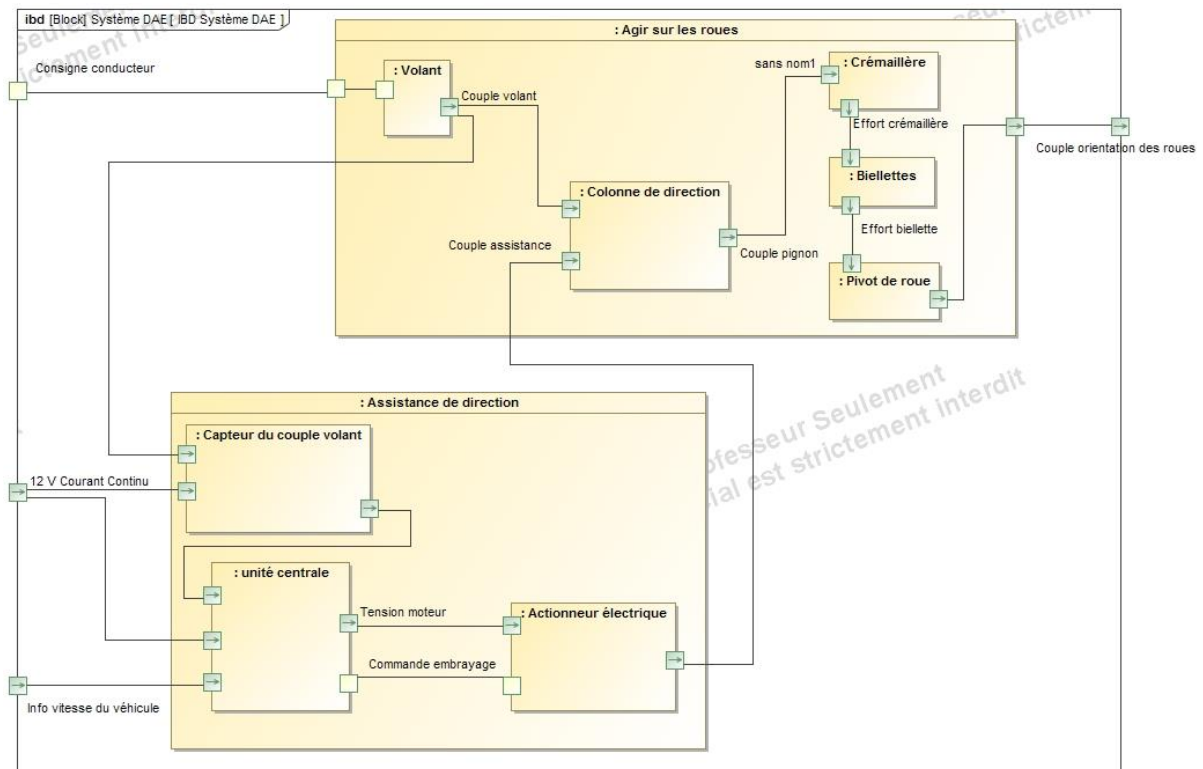 ibd [Block] Système DAE[ IBD Système DAE ]
: Agir sur les roues
Consigne conducteur
: Volant
Couple volant
sans nom1
: Crémaillère
Effort crémaillère
Couple orientation des roues
: Biellettes
: Colonne de direction
Couple assistance
Effort biellette
Couple pignon
: Pivot de roue
: Assistance de direction
: Capteur du couple volant
12 V Courant Continu
: unité centrale
Tension moteur
: Actionneur électrique
Commande embrayage
Info vitesse du véhicule
Seulement
strictement interdit